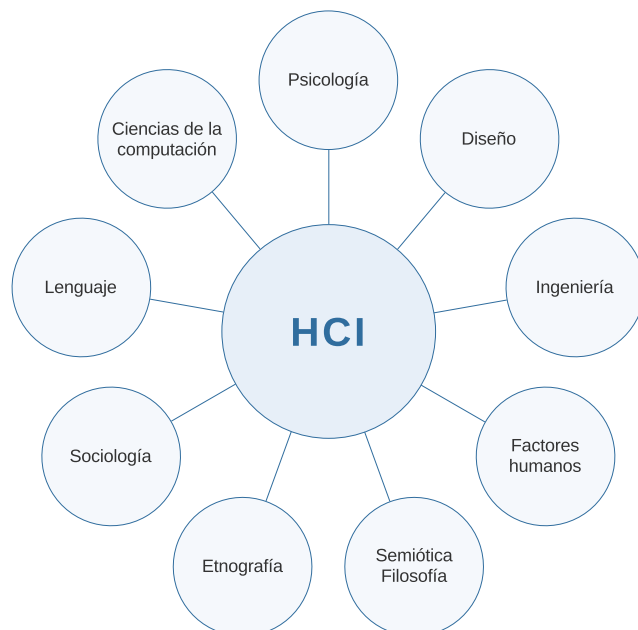 Psicología
Ciencias de la
computación
Diseño
Lenguaje
Ingeniería
HCI
Sociología
Factores
humanos
Etnografía
Semiótica
Filosofía